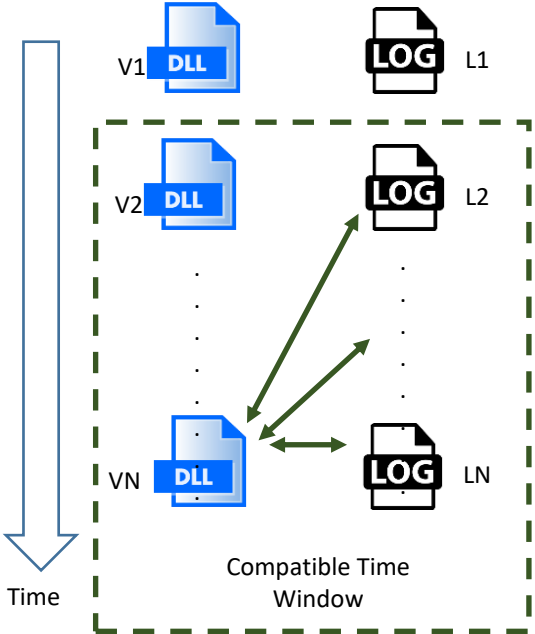 V1 DLL LOG L1
V2 DLL LOG L2
VN DLL LOG LN
Compatible Time
Window
Time